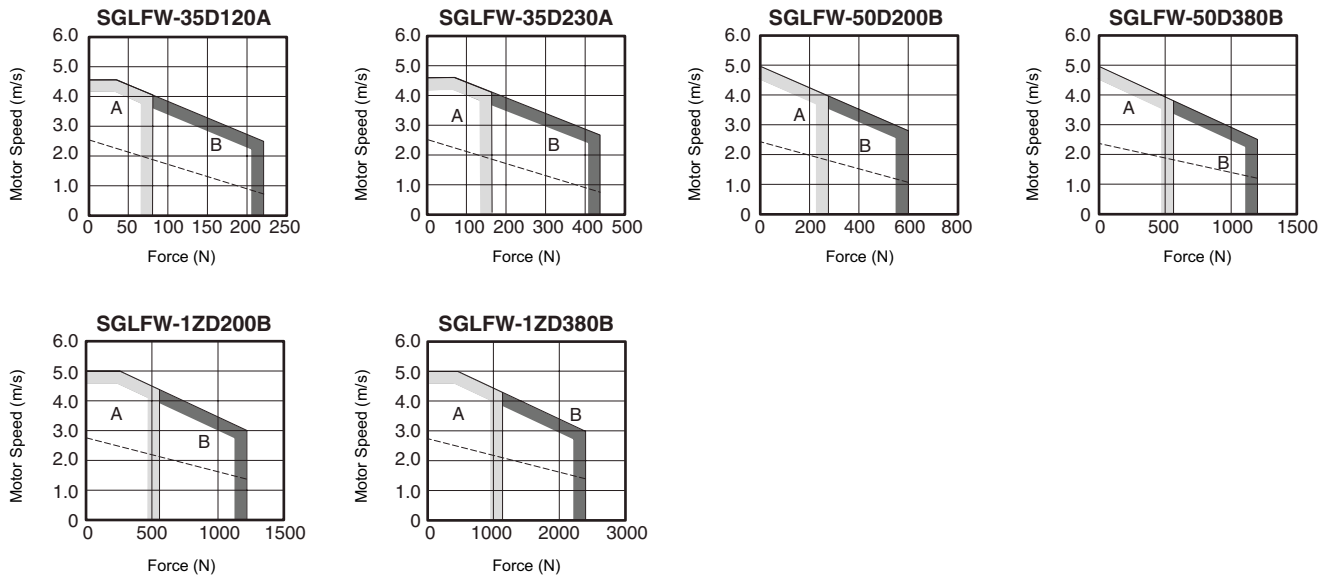 SGLFW-35D120A
SGLFW-35D230A
SGLFW-50D200B
SGLFW-50D380B
Motor Speed (m/s)
6.0
5.0
4.0
3.0
2.0
1.0
0
A
B
0 50 100 150 200 250
Force (N)
Motor Speed (m/s)
6.0
5.0
4.0
3.0
2.0
1.0
0
A
B
0 100 200 300 400 500
Force (N)
Motor Speed (m/s)
6.0
5.0
4.0
3.0
2.0
1.0
0
A
B
0 200 400 600 800
Force (N)
Motor Speed (m/s)
6.0
5.0
4.0
3.0
2.0
1.0
0
A
B
0 500 1000 1500
Force (N)
SGLFW-1ZD200B
SGLFW-1ZD380B
Motor Speed (m/s)
6.0
5.0
4.0
3.0
2.0
1.0
0
A
B
0 500 1000 1500
Force (N)
Motor Speed (m/s)
6.0
5.0
4.0
3.0
2.0
1.0
0
A
B
0 1000 2000 3000
Force (N)